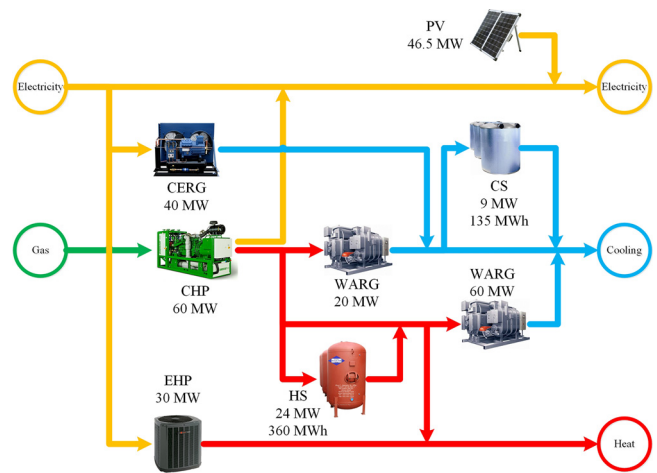 PV
46.5 MW
Electricity
Electricity
CERG
40 MW
CS
9 MW
135 MWh
Gas
CHP
60 MW
WARG
20 MW
WARG
60 MW
Cooling
EHP
30 MW
HS
24 MW
360 MWh
Heat